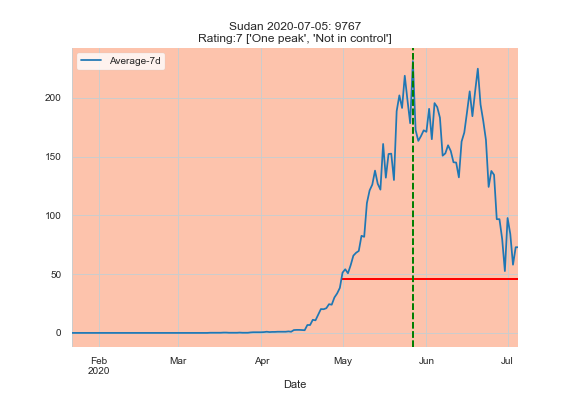 Sudan 2020-07-05: 9767
Rating:7 ['One peak', 'Not in control']
Average-7d
200
150
100
50
0
Feb
2020
Mar
Apr
May
Jun
Jul
Date